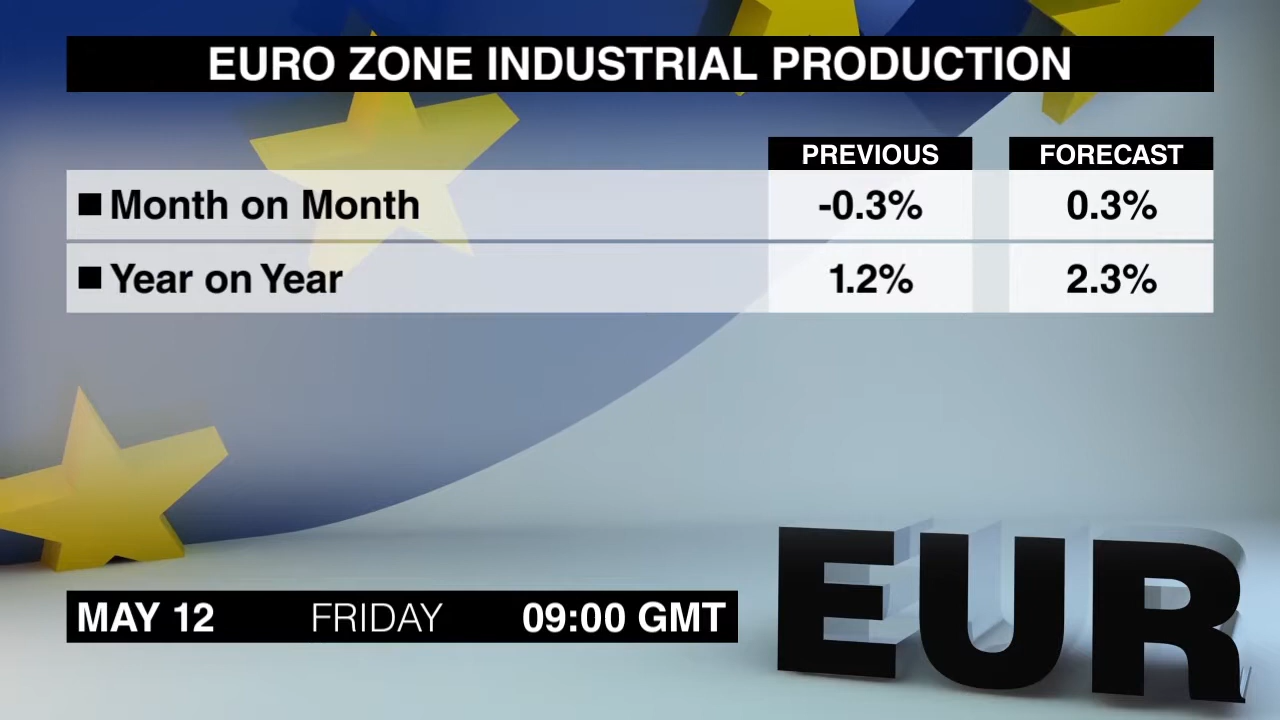 EURO ZONE INDUSTRIAL PRODUCTION
PREVIOUS FORECAST
Month on Month -0.3% 0.3%
Year on Year 1.2% 2.3%
MAY 12 FRIDAY 09:00 GMT
EUR